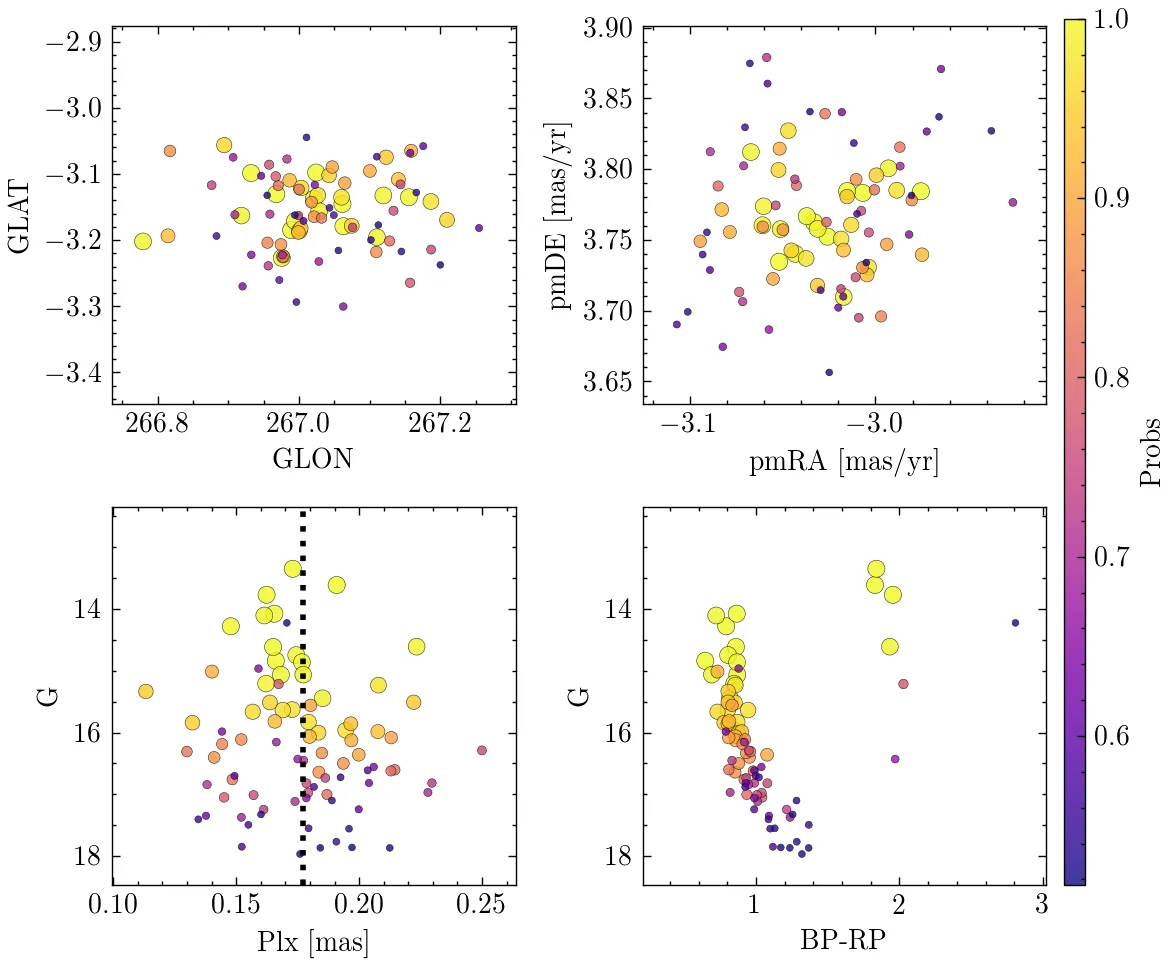 −2.9
−3.0
−3.1
−3.2
−3.3
−3.4
GLAT
266.8 267.0 267.2
GLON
3.90
3.85
3.80
3.75
3.70
3.65
pmDE [mas/yr]
−3.1 −3.0
pmRA [mas/yr]
14
16
18
G
0.10 0.15 0.20 0.25
Plx [mas]
14
16
18
G
1 2 3
BP-RP
1.0
0.9
0.8
0.7
0.6
Probs